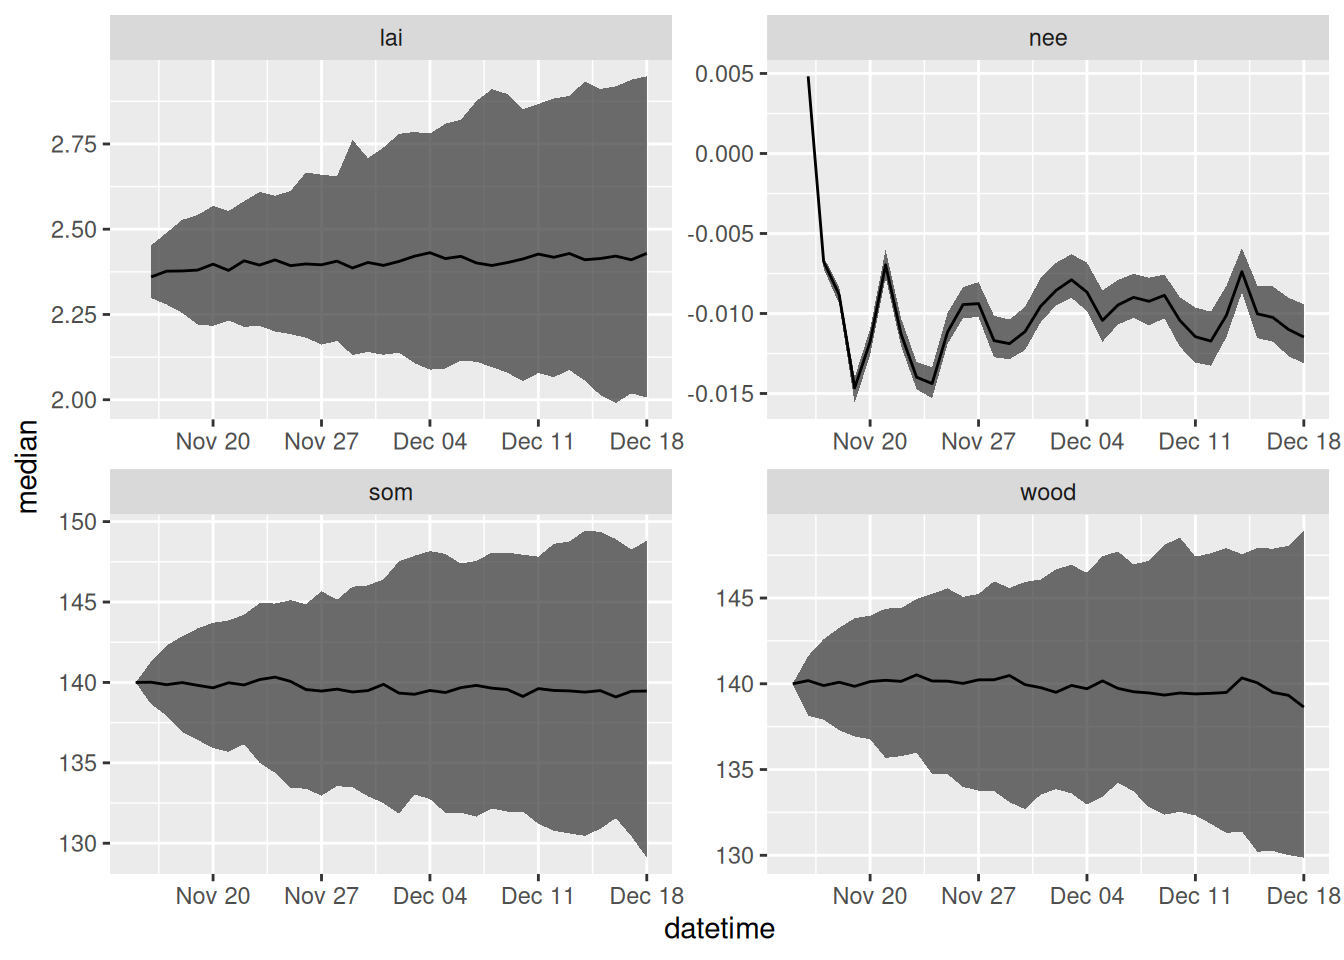 lai
nee
2.75
2.50
2.25
2.00
0.005
0.000
-0.005
-0.010
-0.015
Nov 20 Nov 27 Dec 04 Dec 11 Dec 18
Nov 20 Nov 27 Dec 04 Dec 11 Dec 18
median
som
wood
150
145
140
135
130
145
140
135
130
Nov 20 Nov 27 Dec 04 Dec 11 Dec 18
Nov 20 Nov 27 Dec 04 Dec 11 Dec 18
datetime